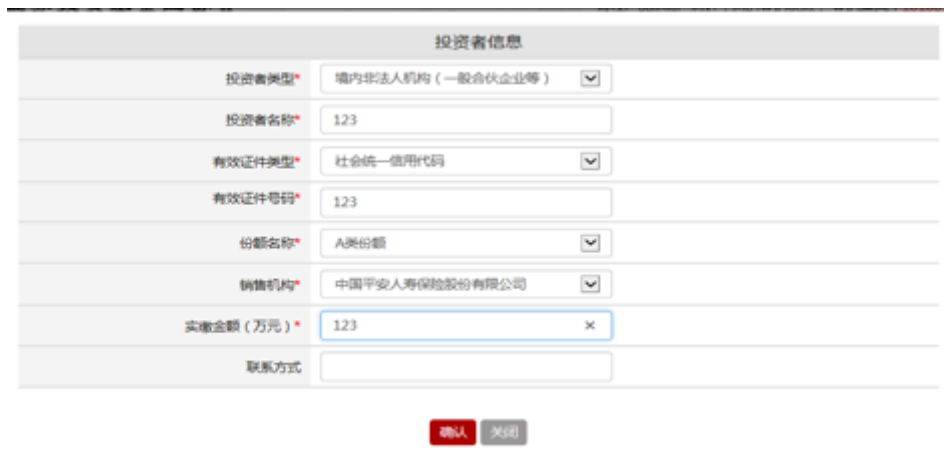 投资者信息
投资者类型* 境内非法人机构（一般合伙企业等）
投资者名称* 123
有效证件类型* 社会统一信用代码
有效证件号码* 123
份额名称* A类份额
销售机构* 中国平安人寿保险股份有限公司
实缴金额（万元）* 123 ×
联系方式
确认 关闭